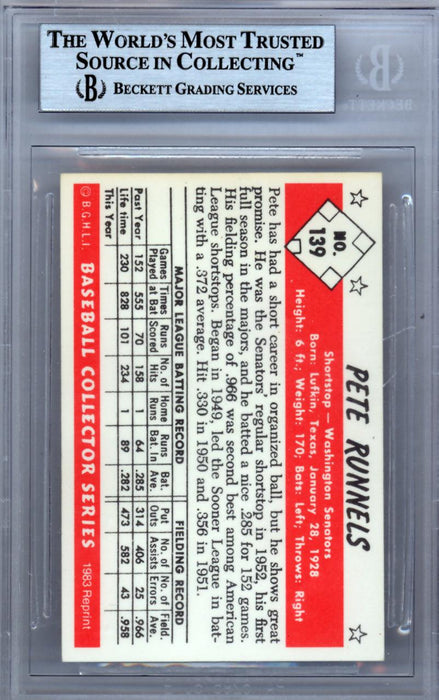 THE WORLD'S MOST TRUSTED
SOURCE IN COLLECTING™
B BECKETT GRADING SERVICES
B
BECKETT
NO.
139
PETE RUNNELS
Shortstop — Washington Senators
Born: Lufkin, Texas, January 28, 1928
Height: 6 ft.; Weight: 170; Bats: Left; Throws: Right
Pete has had a short career in organized ball, but he shows great
promise. He was the Senators' regular shortstop in 1952, his first
full season in the majors, and he batted a nice .285 for 152 games.
His fielding percentage of .966 was second best among American
League shortstops. Began in 1949, led the Sooner League in bat-
ting with a .372 average. Hit .330 in 1950 and .356 in 1951.
MAJOR LEAGUE BATTING RECORD FIELDING RECORD
Games Times Runs No. of Home Runs Bat. Put No. of No. of Field.
Played at Bat Scored Hits Runs Bat. In Ave. Outs Assists Errors Ave.
Past Year 152 555 70 158 1 64 .285 314 406 25 .966
Life time 230 828 101 234 1 89 .282 473 582 43 .958
This Year
© B.G.H.L.I. BASEBALL COLLECTOR SERIES 1983 Reprint